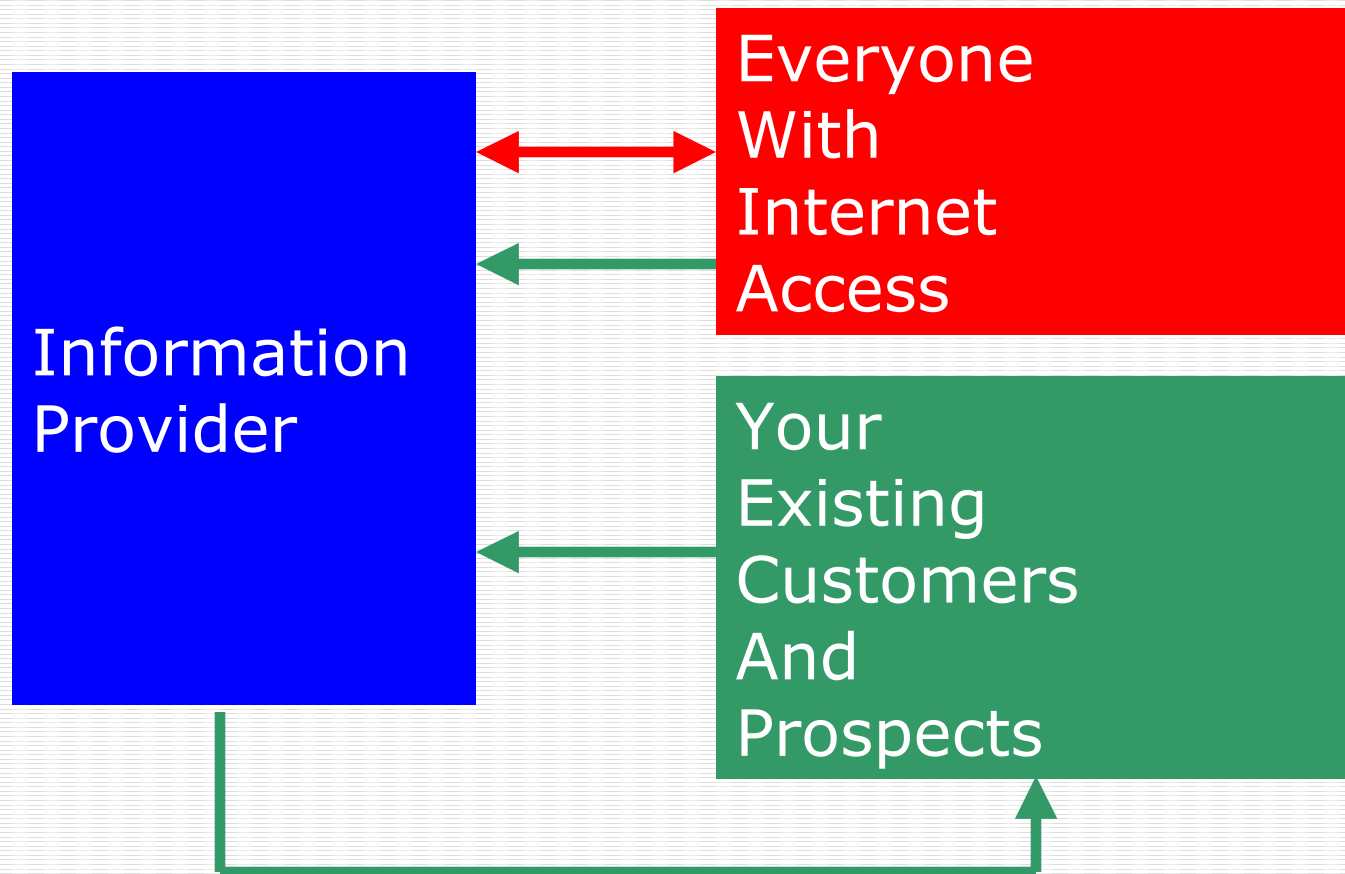 Everyone
With
Internet
Access
Information
Provider
Your
Existing
Customers
And
Prospects